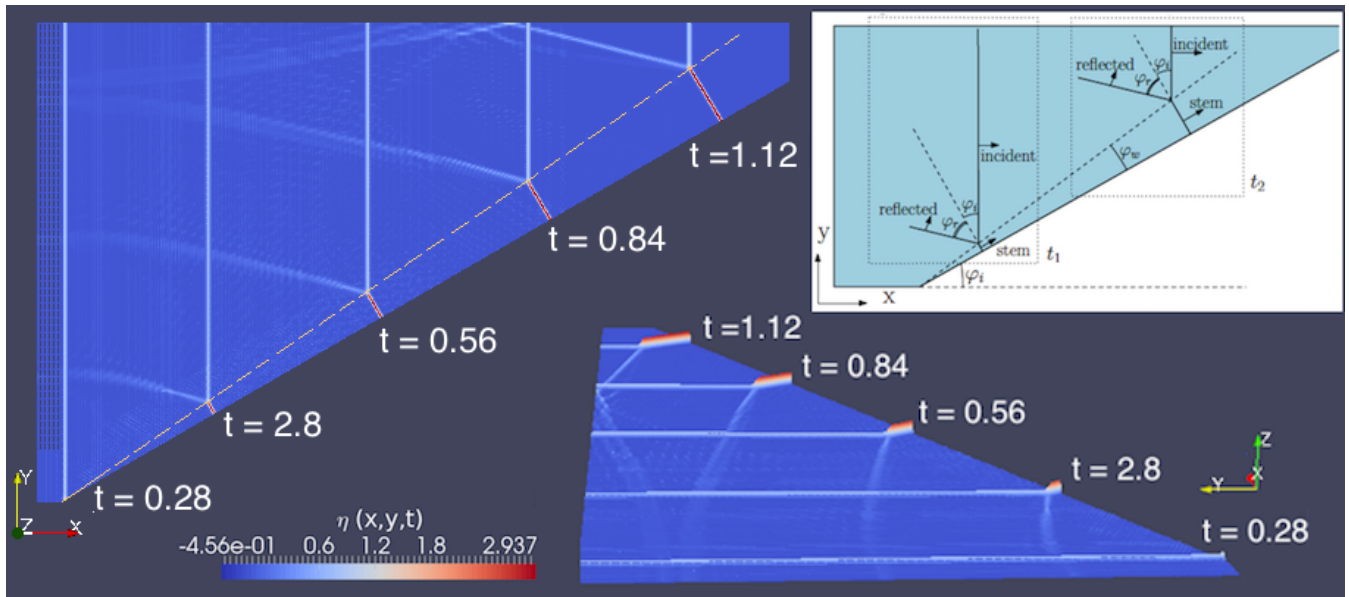 t =1.12
t = 0.84
t = 0.56
t = 2.8
t = 0.28
Y
Z
X
η (x,y,t)
-4.56e-01 0.6 1.2 1.8 2.937
incident
reflected
φi
φr
stem
φw
incident
t2
reflected
φi
φr
stem
t1
φi
y
x
t =1.12
t = 0.84
t = 0.56
t = 2.8
t = 0.28
Z
Y
X